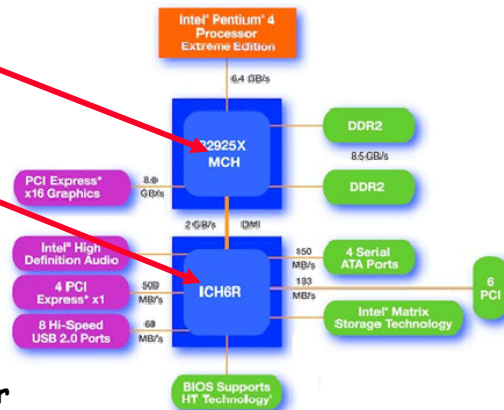 Intel® Pentium® 4
Processor
Extreme Edition
6.4 GB/s
82925X
MCH
DDR2
8.5 GB/s
DDR2
PCI Express*
x16 Graphics
8.0
GB/s
2 GB/s
DMI
Intel® High
Definition Audio
4 PCI
Express* x1
500
MB/s
8 Hi-Speed
USB 2.0 Ports
60
MB/s
ICH6R
150
MB/s
4 Serial
ATA Ports
133
MB/s
6
PCI
Intel® Matrix
Storage Technology
BIOS Supports
HT Technology¹
r